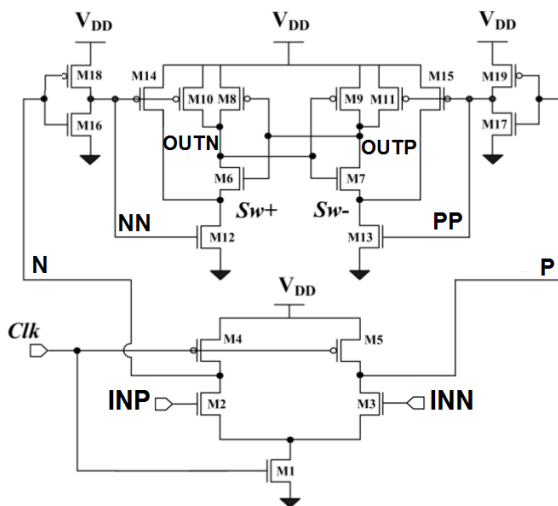 VDD
VDD
VDD
M18
M14
M10
M8
M9
M11
M15
M19
M16
M17
OUTN
OUTP
M6
M7
Sw+
Sw-
NN
M12
M13
PP
N
P
VDD
Clk
M4
M5
INP
M2
M3
INN
M1